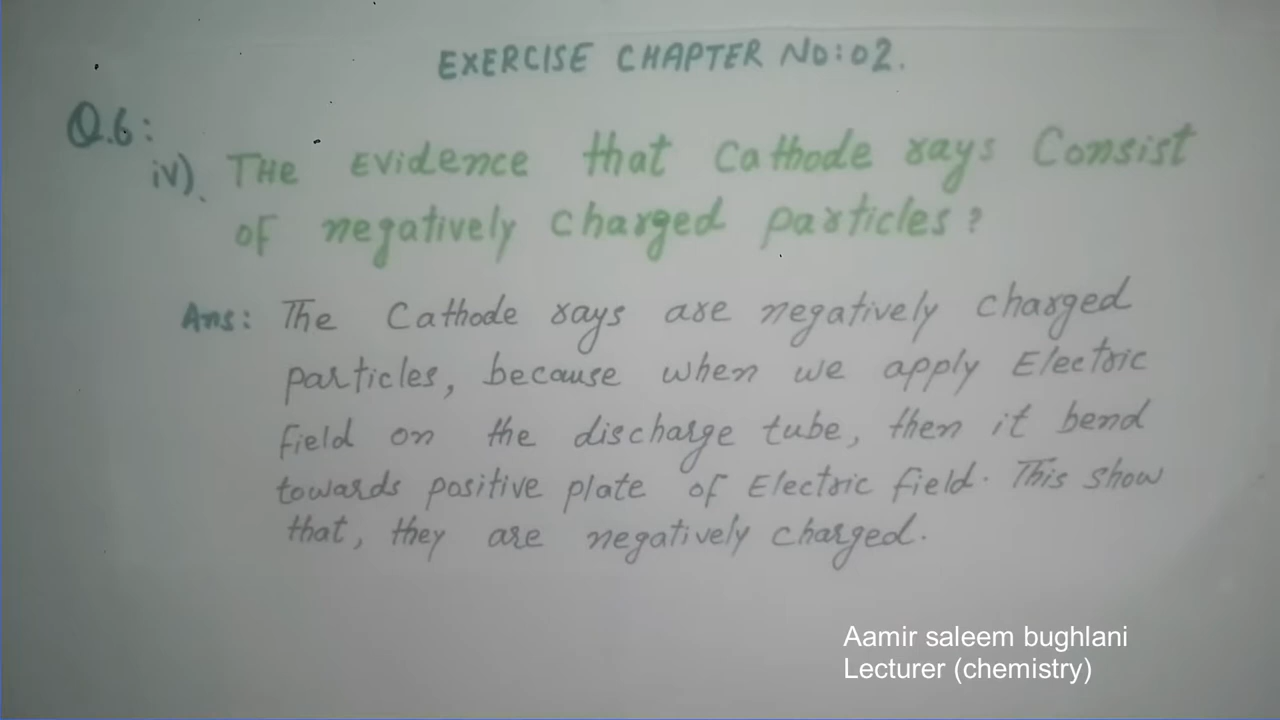 EXERCISE CHAPTER NO:02.
Q.6:
iv) THE Evidence that Cathode rays Consist
of negatively charged particles?
Ans: The Cathode rays are negatively charged
particles, because when we apply Electric
field on the discharge tube, then it bend
towards positive plate of Electric field. This show
that, they are negatively charged.
Aamir saleem bughlani
Lecturer (chemistry)